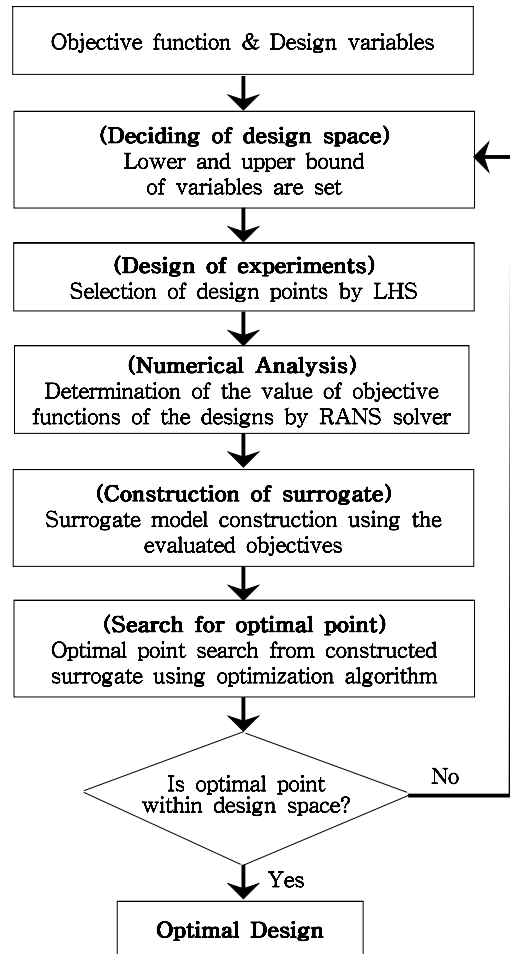 Objective function & Design variables
(Deciding of design space)
Lower and upper bound
of variables are set
(Design of experiments)
Selection of design points by LHS
(Numerical Analysis)
Determination of the value of objective
functions of the designs by RANS solver
(Construction of surrogate)
Surrogate model construction using the
evaluated objectives
(Search for optimal point)
Optimal point search from constructed
surrogate using optimization algorithm
Is optimal point
within design space?
No
Yes
Optimal Design